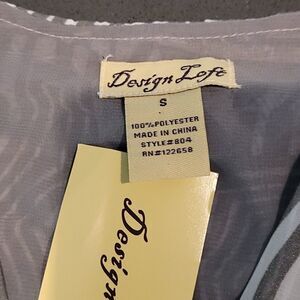 Design Loft
S
100% POLYESTER
MADE IN CHINA
STYLE#804
RN#122658
Design